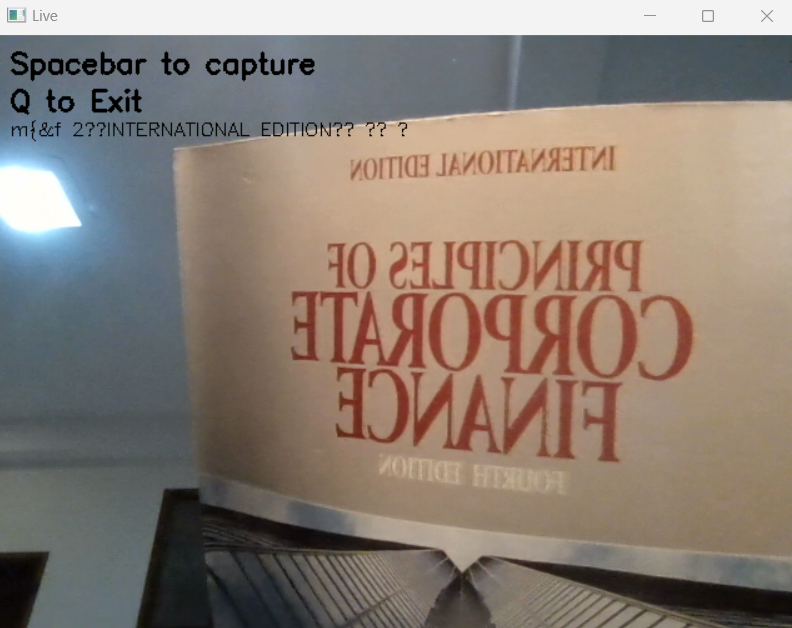 Live
Spacebar to capture
Q to Exit
m{&f 2??INTERNATIONAL EDITION?? ?? ?
INTERNATIONAL EDITION
PRINCIPLES OF
CORPORATE
FINANCE
FOURTH EDITION